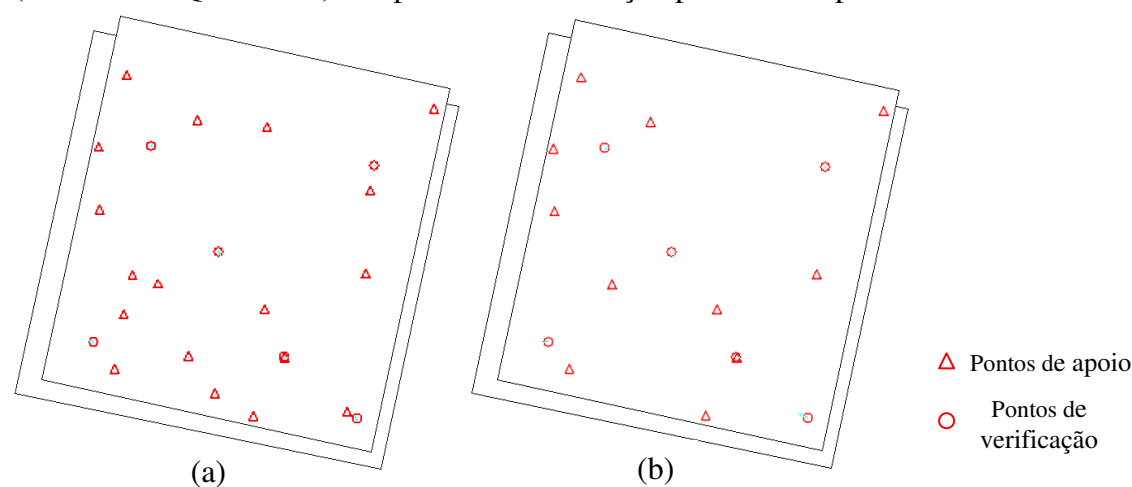 Pontos de apoio
Pontos de
verificação
(a)
(b)